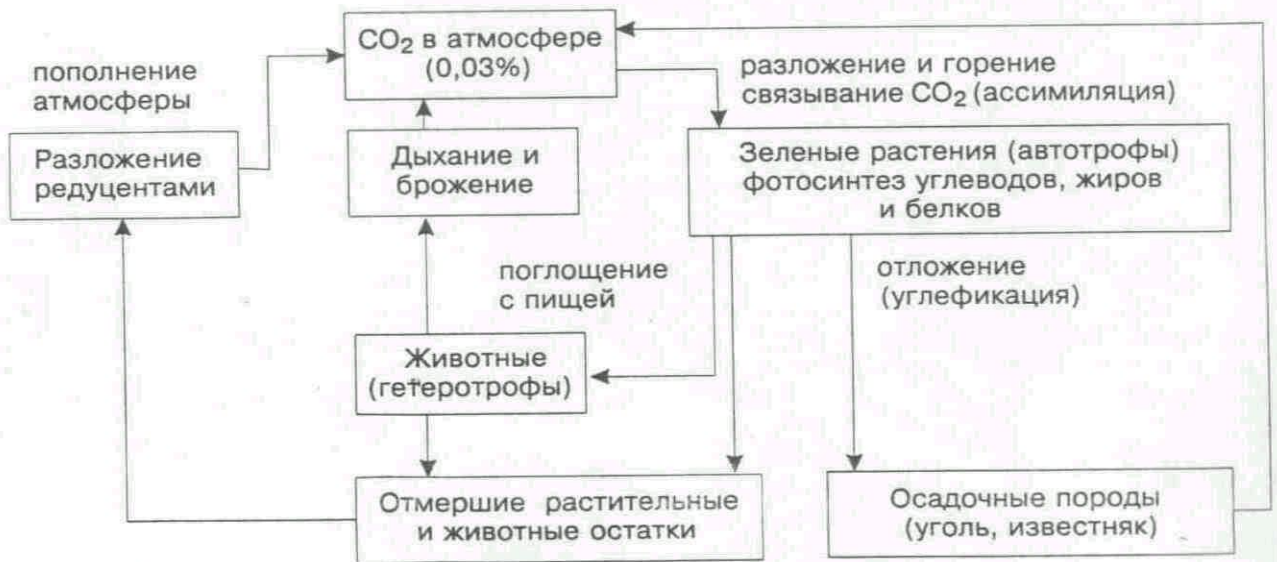 CO₂ в атмосфере
(0,03%)
пополнение
атмосферы
разложение и горение
связывание CO₂ (ассимиляция)
Разложение
редуцентами
Дыхание и
брожение
Зеленые растения (автотрофы)
фотосинтез углеводов, жиров
и белков
поглощение
с пищей
отложение
(углефикация)
Животные
(гетеротрофы)
Отмершие растительные
и животные остатки
Осадочные породы
(уголь, известняк)